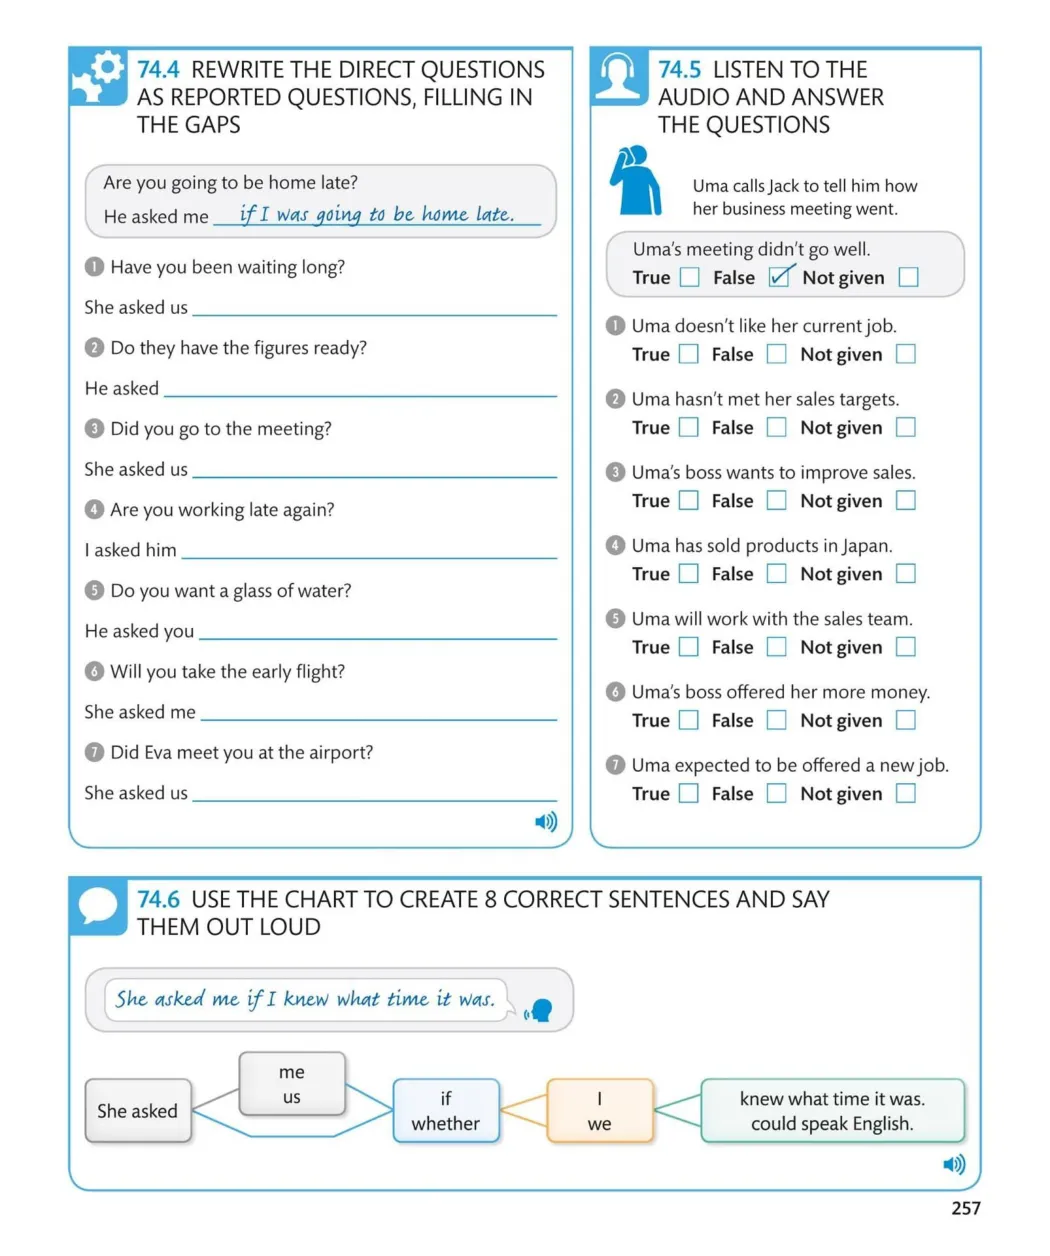 74.4 REWRITE THE DIRECT QUESTIONS
AS REPORTED QUESTIONS, FILLING IN
THE GAPS
Are you going to be home late?
He asked me if I was going to be home late.
1 Have you been waiting long?
She asked us
2 Do they have the figures ready?
He asked
3 Did you go to the meeting?
She asked us
4 Are you working late again?
I asked him
5 Do you want a glass of water?
He asked you
6 Will you take the early flight?
She asked me
7 Did Eva meet you at the airport?
She asked us
74.5 LISTEN TO THE
AUDIO AND ANSWER
THE QUESTIONS
Uma calls Jack to tell him how
her business meeting went.
Uma's meeting didn't go well.
True False Not given
1 Uma doesn't like her current job.
True False Not given
2 Uma hasn't met her sales targets.
True False Not given
3 Uma's boss wants to improve sales.
True False Not given
4 Uma has sold products in Japan.
True False Not given
5 Uma will work with the sales team.
True False Not given
6 Uma's boss offered her more money.
True False Not given
7 Uma expected to be offered a new job.
True False Not given
74.6 USE THE CHART TO CREATE 8 CORRECT SENTENCES AND SAY
THEM OUT LOUD
She asked me if I knew what time it was.
She asked
me
us
if
whether
I
we
knew what time it was.
could speak English.
257